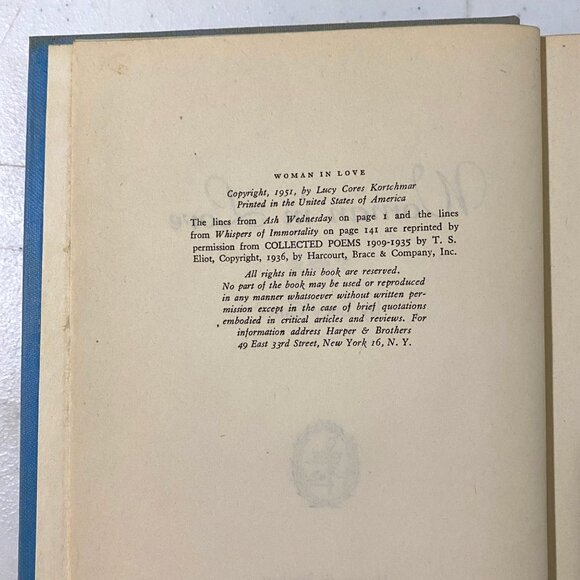 WOMAN IN LOVE
Copyright, 1951, by Lucy Cores Kortchmar
Printed in the United States of America
The lines from Ash Wednesday on page 1 and the lines
from Whispers of Immortality on page 141 are reprinted by
permission from COLLECTED POEMS 1909-1935 by T. S.
Eliot, Copyright, 1936, by Harcourt, Brace & Company, Inc.
All rights in this book are reserved.
No part of the book may be used or reproduced
in any manner whatsoever without written per-
mission except in the case of brief quotations
embodied in critical articles and reviews. For
information address Harper & Brothers
49 East 33rd Street, New York 16, N. Y.